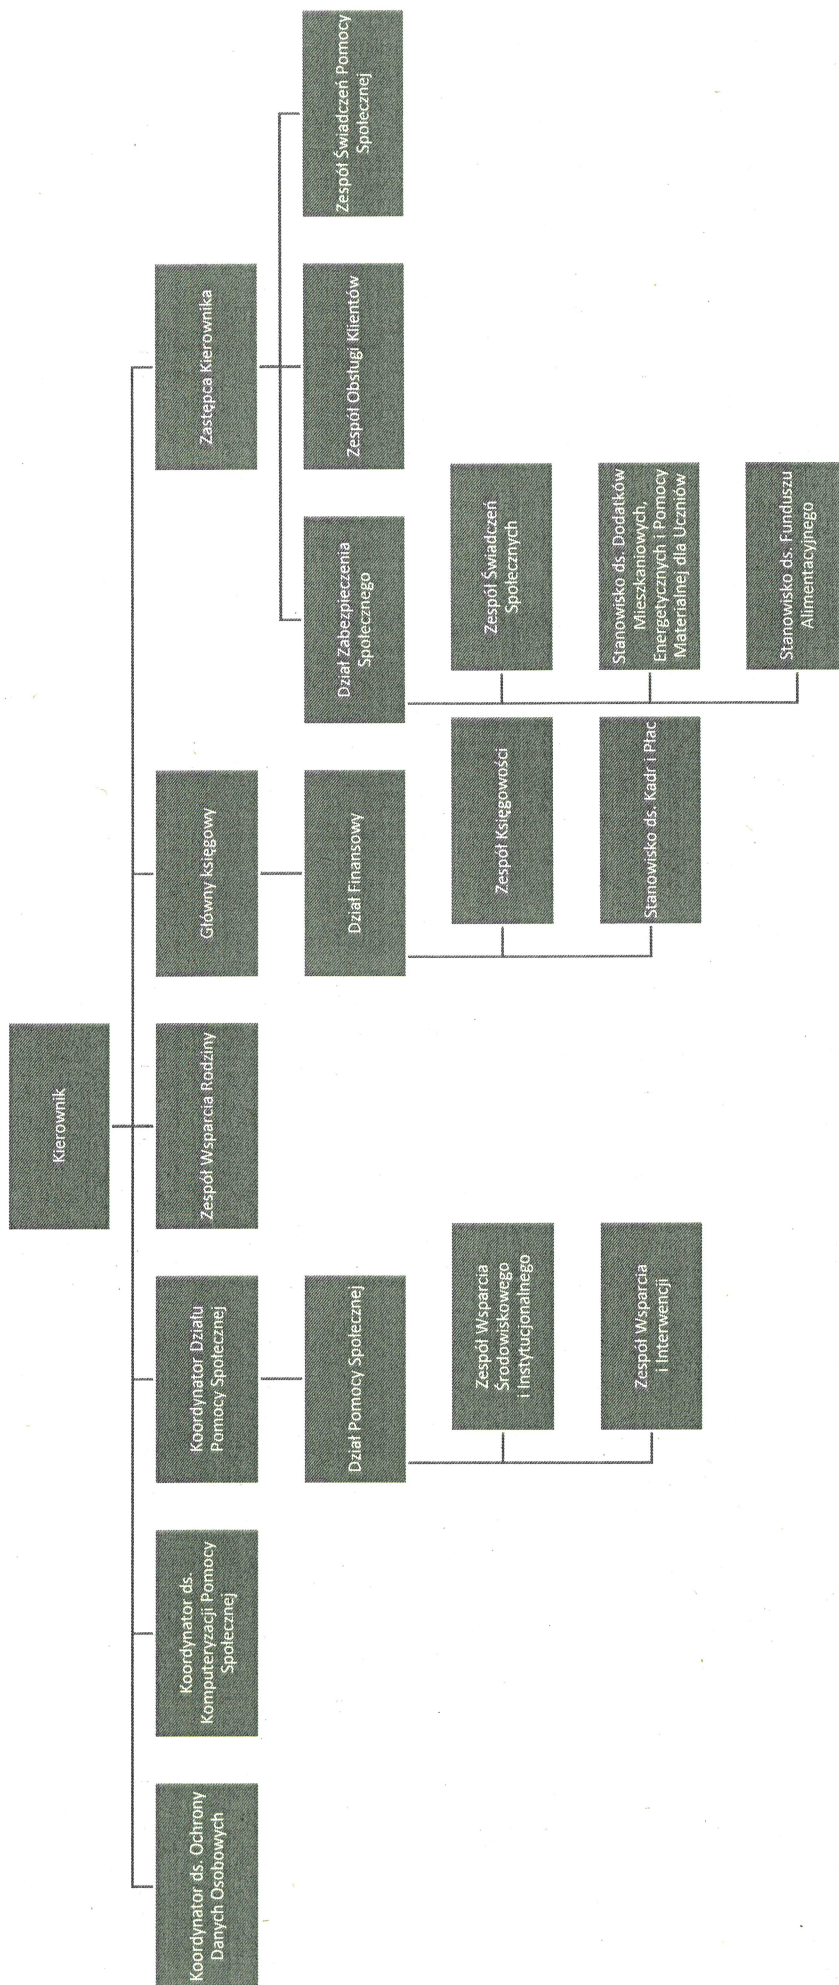 Kierownik
Koordynator ds. Ochrony
Danych Osobowych
Koordynator ds.
Komputeryzacji Pomocy
Społecznej
Koordynator Działu
Pomocy Społecznej
Dział Pomocy Społecznej
Zespół Wsparcia
Środowiskowego
i Instytucjonalnego
Zespół Wsparcia
i Interwencji
Zespół Wsparcia Rodziny
Główny księgowy
Dział Finansowy
Zespół Księgowości
Stanowisko ds. Kadr i Płac
Zastępca Kierownika
Dział Zabezpieczenia
Społecznego
Zespół Świadczeń
Społecznych
Stanowisko ds. Dodatków
Mieszkaniowych,
Energetycznych i Pomocy
Materialnej dla Uczniów
Stanowisko ds. Funduszu
Alimentacyjnego
Zespół Obsługi Klientów
Zespół Świadczeń Pomocy
Społecznej